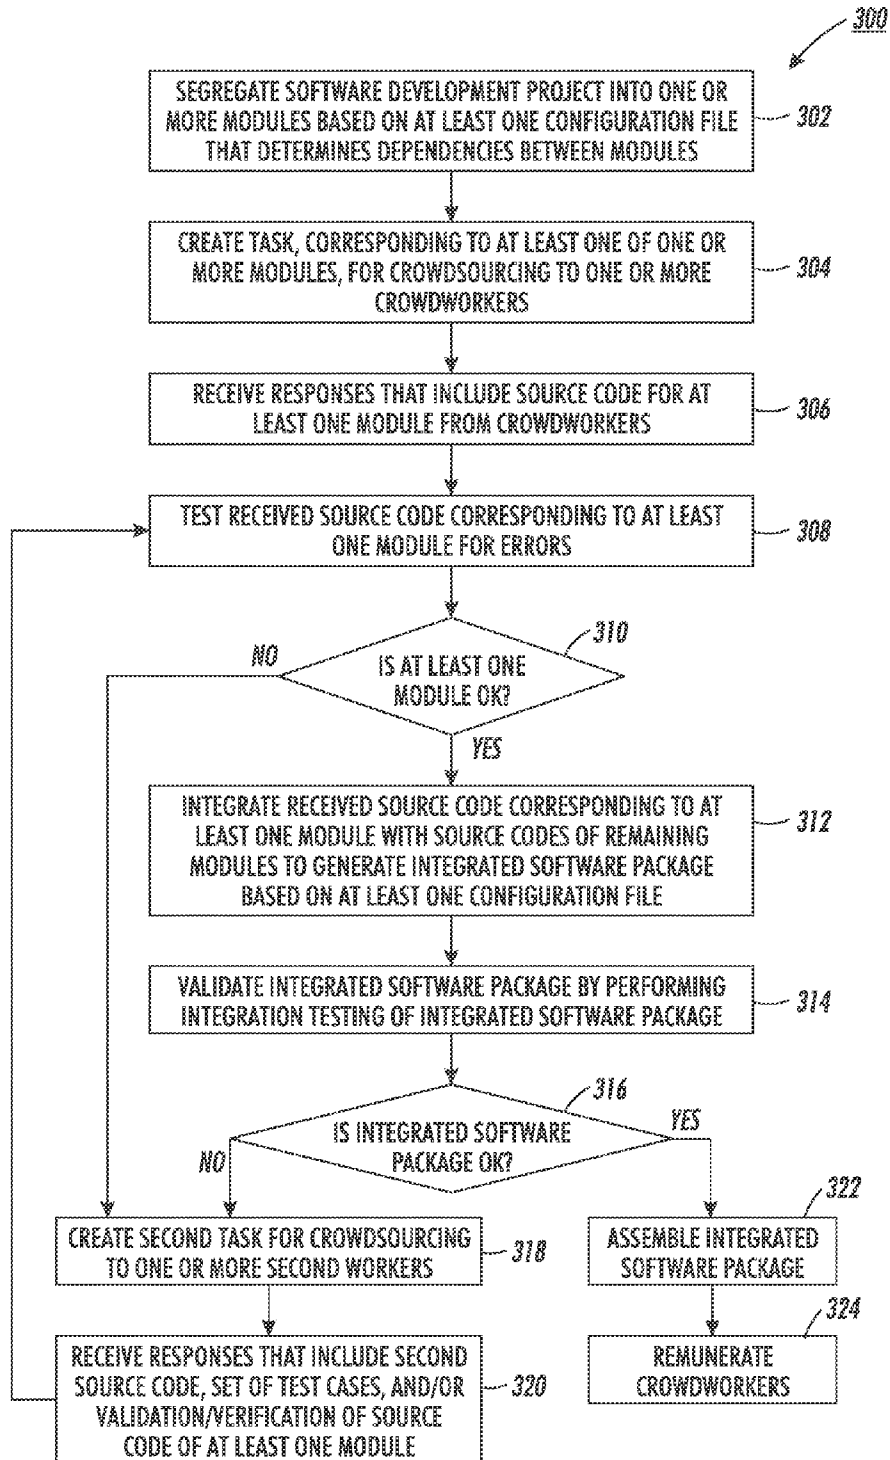 300
SEGREGATE SOFTWARE DEVELOPMENT PROJECT INTO ONE OR
MORE MODULES BASED ON AT LEAST ONE CONFIGURATION FILE
THAT DETERMINES DEPENDENCIES BETWEEN MODULES
302
CREATE TASK, CORRESPONDING TO AT LEAST ONE OF ONE OR
MORE MODULES, FOR CROWDSOURCING TO ONE OR MORE
CROWDWORKERS
304
RECEIVE RESPONSES THAT INCLUDE SOURCE CODE FOR AT
LEAST ONE MODULE FROM CROWDWORKERS
306
TEST RECEIVED SOURCE CODE CORRESPONDING TO AT LEAST
ONE MODULE FOR ERRORS
308
310
NO
IS AT LEAST ONE
MODULE OK?
YES
INTEGRATE RECEIVED SOURCE CODE CORRESPONDING TO AT
LEAST ONE MODULE WITH SOURCE CODES OF REMAINING
MODULES TO GENERATE INTEGRATED SOFTWARE PACKAGE
BASED ON AT LEAST ONE CONFIGURATION FILE
312
VALIDATE INTEGRATED SOFTWARE PACKAGE BY PERFORMING
INTEGRATION TESTING OF INTEGRATED SOFTWARE PACKAGE
314
316
IS INTEGRATED SOFTWARE
PACKAGE OK?
YES
NO
CREATE SECOND TASK FOR CROWDSOURCING
TO ONE OR MORE SECOND WORKERS
318
322
ASSEMBLE INTEGRATED
SOFTWARE PACKAGE
RECEIVE RESPONSES THAT INCLUDE SECOND
SOURCE CODE, SET OF TEST CASES, AND/OR
VALIDATION/VERIFICATION OF SOURCE
CODE OF AT LEAST ONE MODULE
320
324
REMUNERATE
CROWDWORKERS